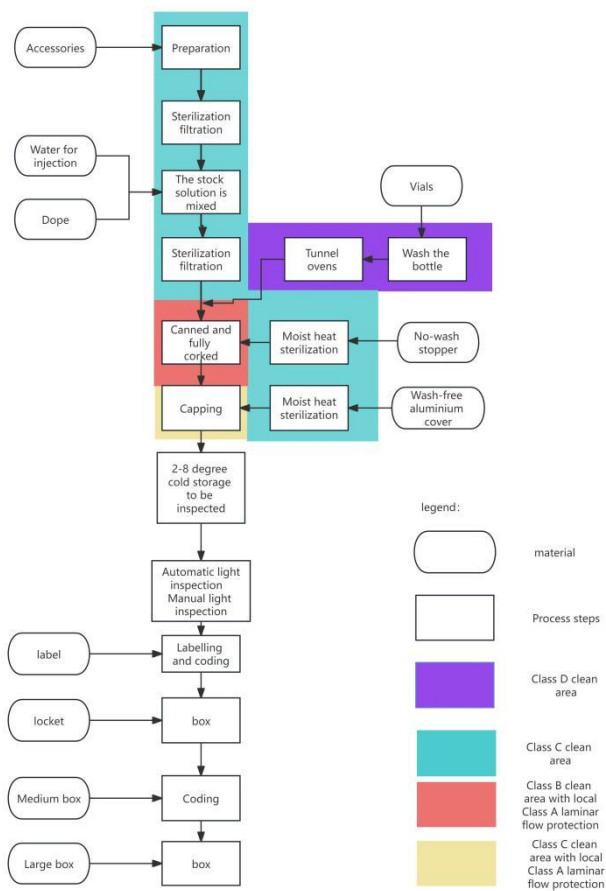 Accessories
Preparation
Sterilization
filtration
Water for
injection
The stock
solution is
mixed
Dope
Vials
Sterilization
filtration
Tunnel
ovens
Wash the
bottle
Canned and
fully
corked
Moist heat
sterilization
No-wash
stopper
Capping
Moist heat
sterilization
Wash-free
aluminium
cover
2-8 degree
cold storage
to be
inspected
Automatic light
inspection
Manual light
inspection
label
Labelling
and coding
locket
box
Medium box
Coding
Large box
box
legend:
material
Process steps
Class D clean
area
Class C clean
area
Class B clean
area with local
Class A laminar
flow protection
Class C clean
area with local
Class A laminar
flow protection